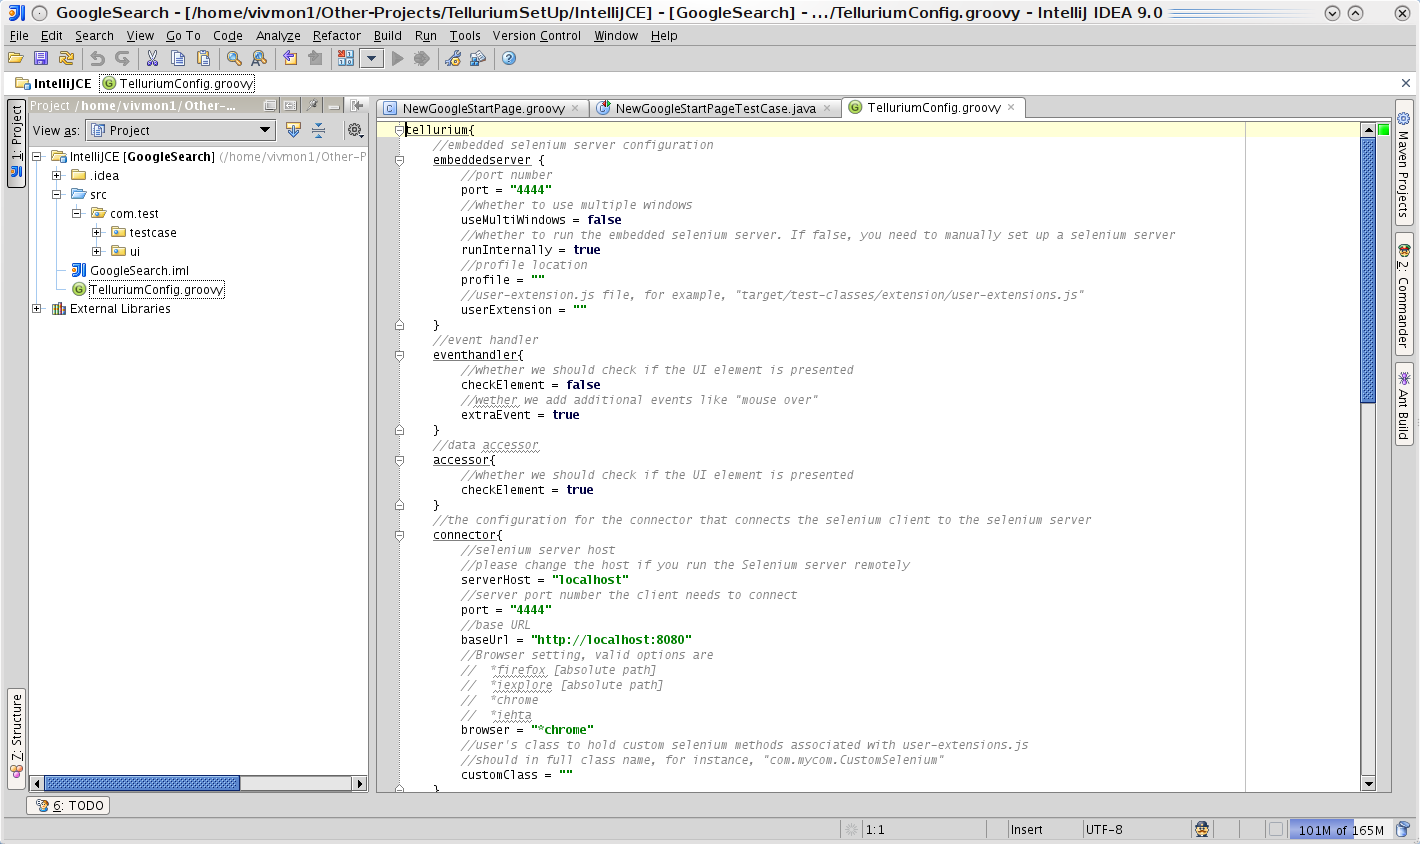 GoogleSearch - [/home/vivmon1/Other-Projects/TelluriumSetUp/IntelliJCE] - [GoogleSearch] - .../TelluriumConfig.groovy - IntelliJ IDEA 9.0
File Edit Search View Go To Code Analyze Refactor Build Run Tools Version Control Window Help
IntelliJCE TelluriumConfig.groovy
Project /home/vivmon1/Other-...
NewGoogleStartPage.groovy NewGoogleStartPageTestCase.java TelluriumConfig.groovy
1: Project
View as: Project
IntelliJCE [GoogleSearch] (/home/vivmon1/Other-P
.idea
src
com.test
testcase
ui
GoogleSearch.iml
TelluriumConfig.groovy
External Libraries
Z: Structure
tellurium{
//embedded selenium server configuration
embeddedserver {
//port number
port = "4444"
//whether to use multiple windows
useMultiWindows = false
//whether to run the embedded selenium server. If false, you need to manually set up a selenium server
runInternally = true
//profile location
profile = ""
//user-extension.js file, for example, "target/test-classes/extension/user-extensions.js"
userExtension = ""
}
//event handler
eventhandler{
//whether we should check if the UI element is presented
checkElement = false
//wether we add additional events like "mouse over"
extraEvent = true
}
//data accessor
accessor{
//whether we should check if the UI element is presented
checkElement = true
}
//the configuration for the connector that connects the selenium client to the selenium server
connector{
//selenium server host
//please change the host if you run the Selenium server remotely
serverHost = "localhost"
//server port number the client needs to connect
port = "4444"
//base URL
baseUrl = "http://localhost:8080"
//Browser setting, valid options are
// *firefox [absolute path]
// *iexplore [absolute path]
// *chrome
// *iehta
browser = "*chrome"
//user's class to hold custom selenium methods associated with user-extensions.js
//should in full class name, for instance, "com.mycom.CustomSelenium"
customClass = ""
}
Maven Projects
2: Commander
Ant Build
6: TODO
1:1 Insert UTF-8 101M of 165M